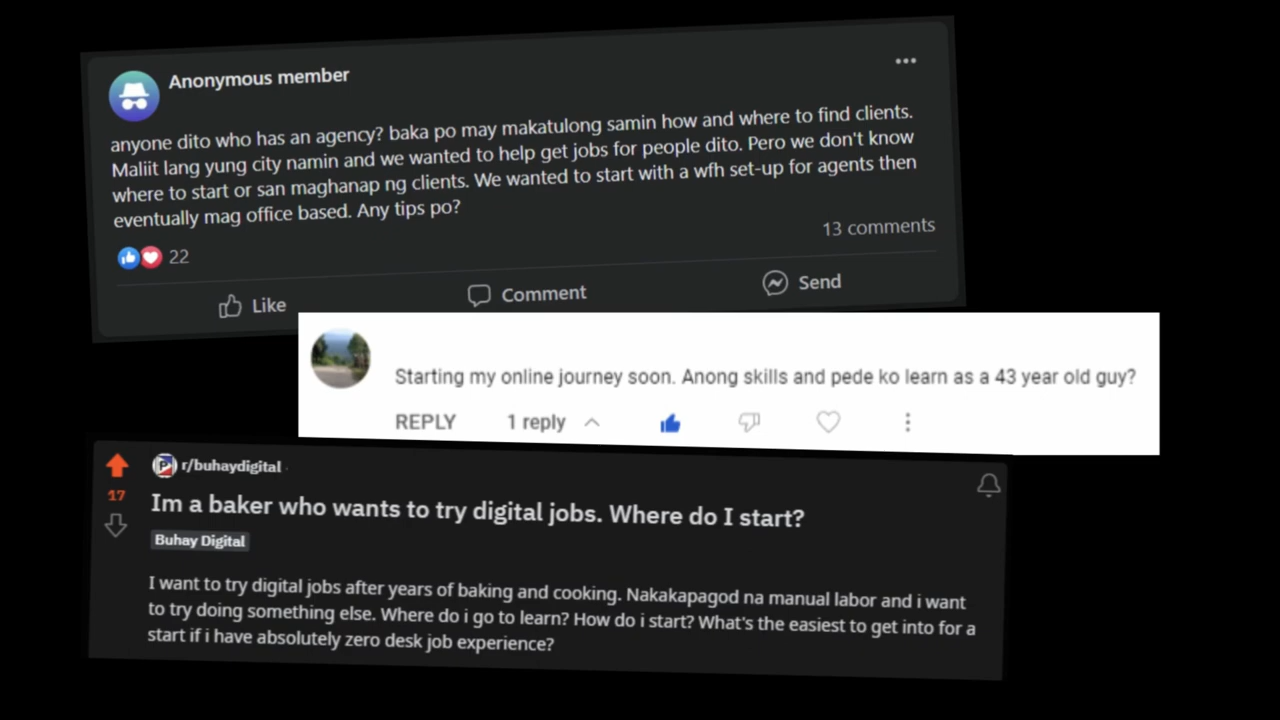 Anonymous member
anyone dito who has an agency? baka po may makatulong samin how and where to find clients.
Maliit lang yung city namin and we wanted to help get jobs for people dito. Pero we don't know
where to start or san maghanap ng clients. We wanted to start with a wfh set-up for agents then
eventually mag office based. Any tips po?
22
13 comments
Like
Comment
Send
Starting my online journey soon. Anong skills and pede ko learn as a 43 year old guy?
REPLY
1 reply
r/buhaydigital
17
Im a baker who wants to try digital jobs. Where do I start?
Buhay Digital
I want to try digital jobs after years of baking and cooking. Nakakapagod na manual labor and i want
to try doing something else. Where do i go to learn? How do i start? What's the easiest to get into for a
start if i have absolutely zero desk job experience?